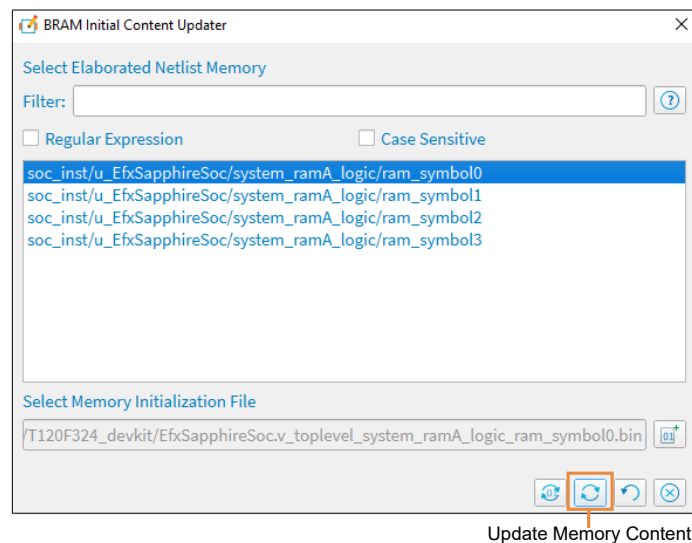 BRAM Initial Content Updater
Select Elaborated Netlist Memory
Filter:
Regular Expression Case Sensitive
soc_inst/u_EfxSapphireSoc/system_ramA_logic/ram_symbol0
soc_inst/u_EfxSapphireSoc/system_ramA_logic/ram_symbol1
soc_inst/u_EfxSapphireSoc/system_ramA_logic/ram_symbol2
soc_inst/u_EfxSapphireSoc/system_ramA_logic/ram_symbol3
Select Memory Initialization File
/T120F324_devkit/EfxSapphireSoc.v_toplevel_system_ramA_logic_ram_symbol0.bin
Update Memory Content